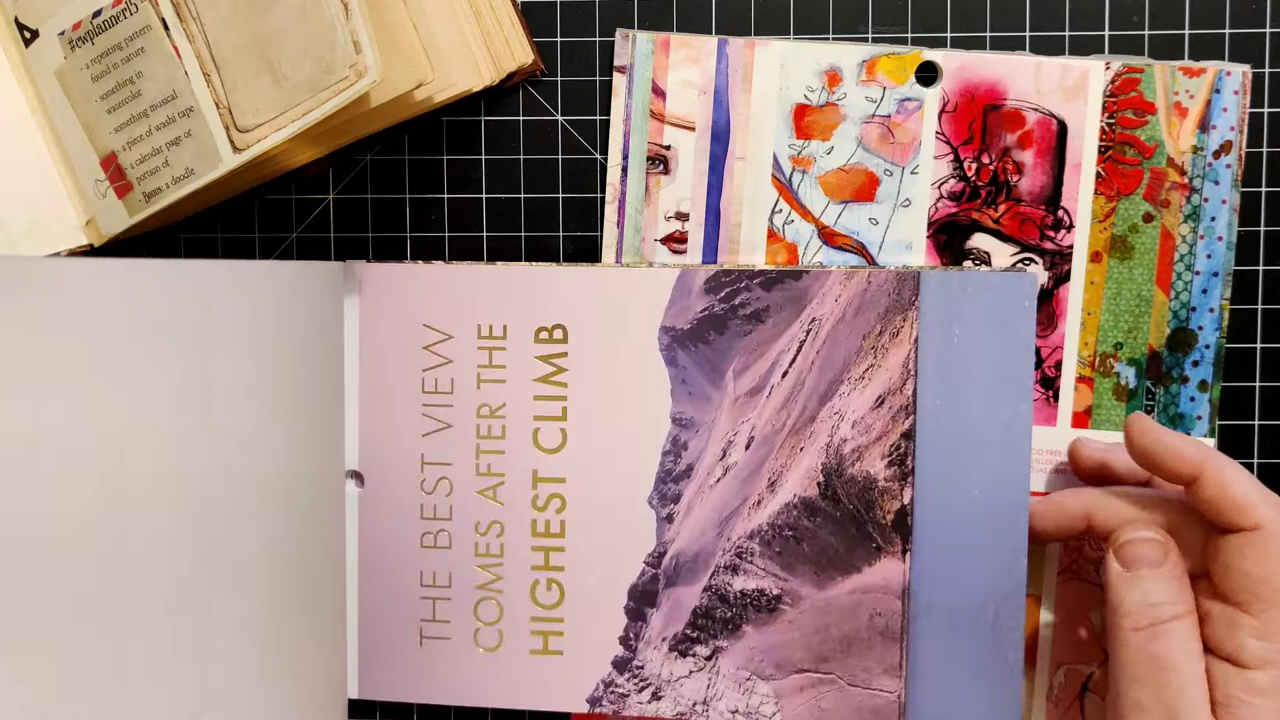 #cwplanner15
· a repeating pattern
found in nature
· something in
watercolor
· something musical
· a piece of washi tape
· a calendar page or
portion of
· Bonus: a doodle
THE BEST VIEW
COMES AFTER THE
HIGHEST CLIMB